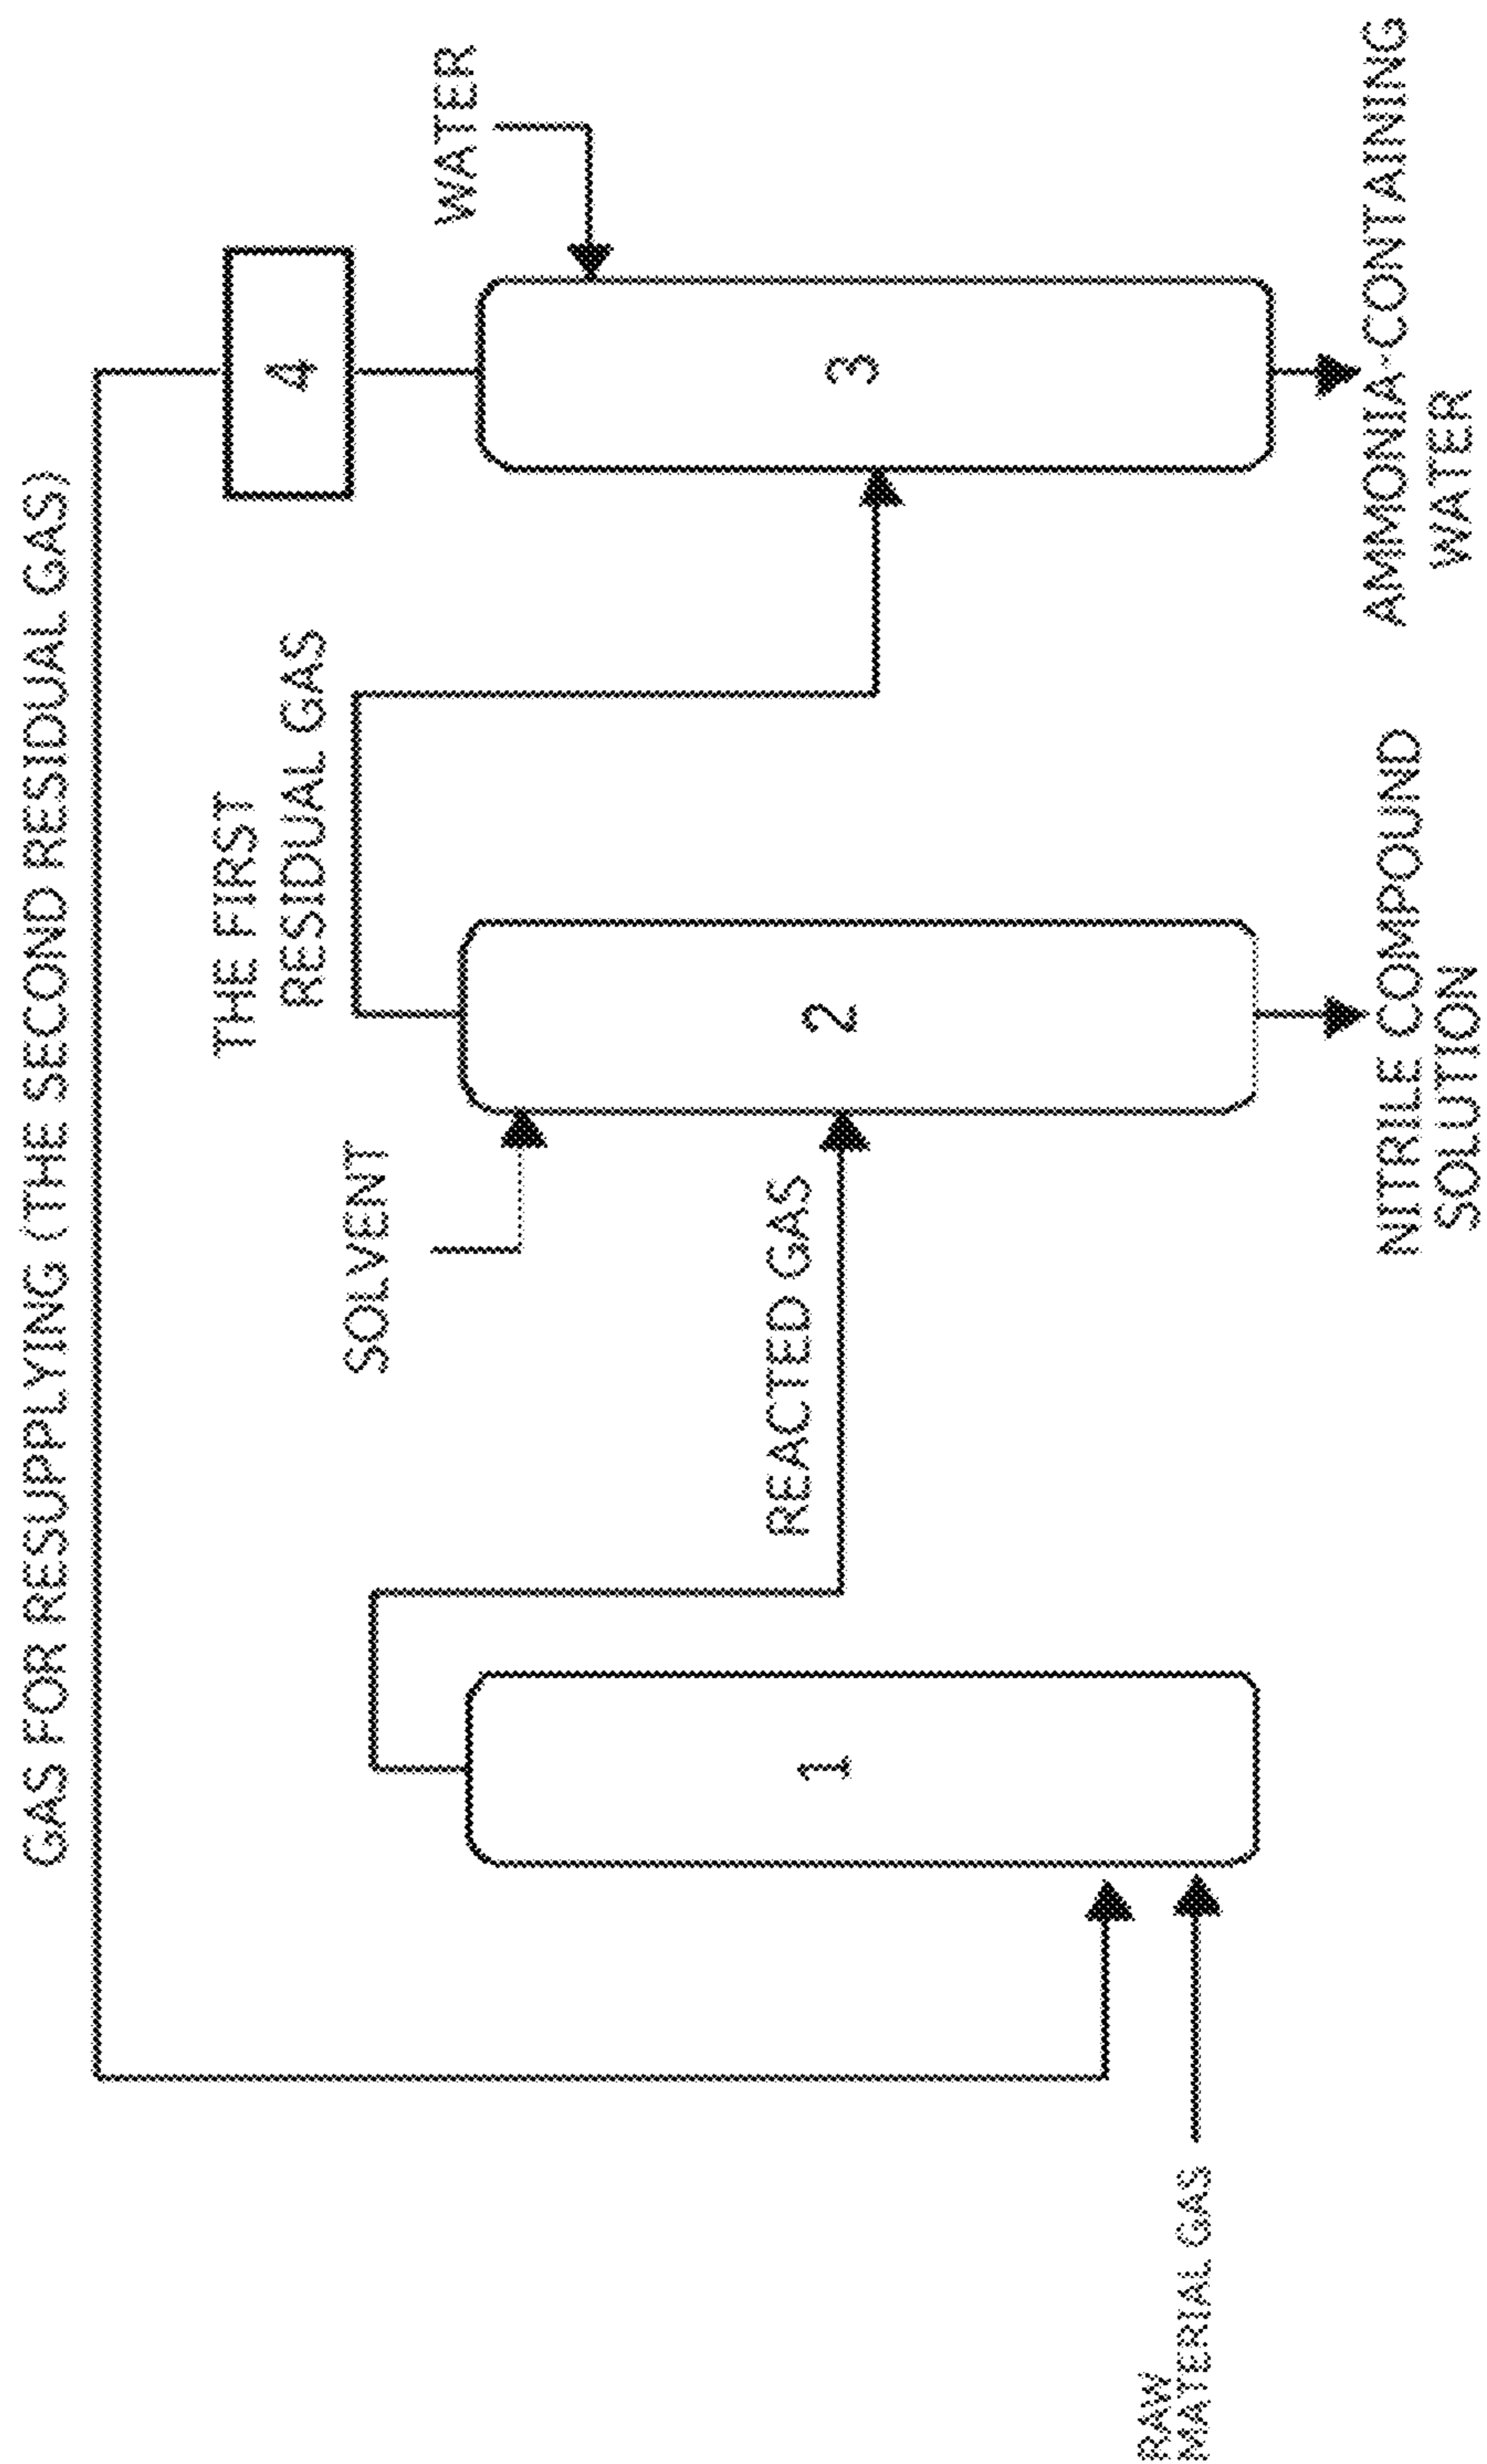 GAS FOR RESUPPLYING (THE SECOND RESIDUAL GAS)
THE FIRST
RESIDUAL GAS
4
SOLVENT
WATER
1
2
3
REACTED GAS
RAW
MATERIAL GAS
NITRILE COMPOUND
SOLUTION
AMMONIA-CONTAINING
WATER